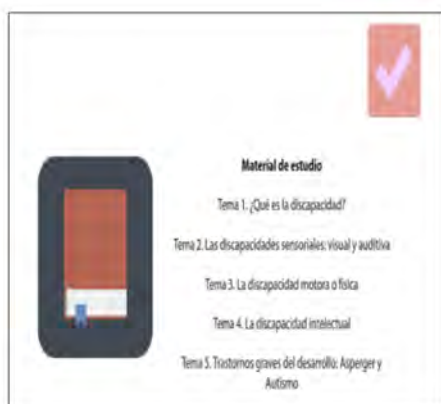 Material de estudio
Tema 1. ¿Qué es la discapacidad?
Tema 2. Las discapacidades sensoriales: visual y auditiva
Tema 3. La discapacidad motora o física
Tema 4. La discapacidad intelectual
Tema 5. Trastornos graves del desarrollo: Asperger y
Autismo